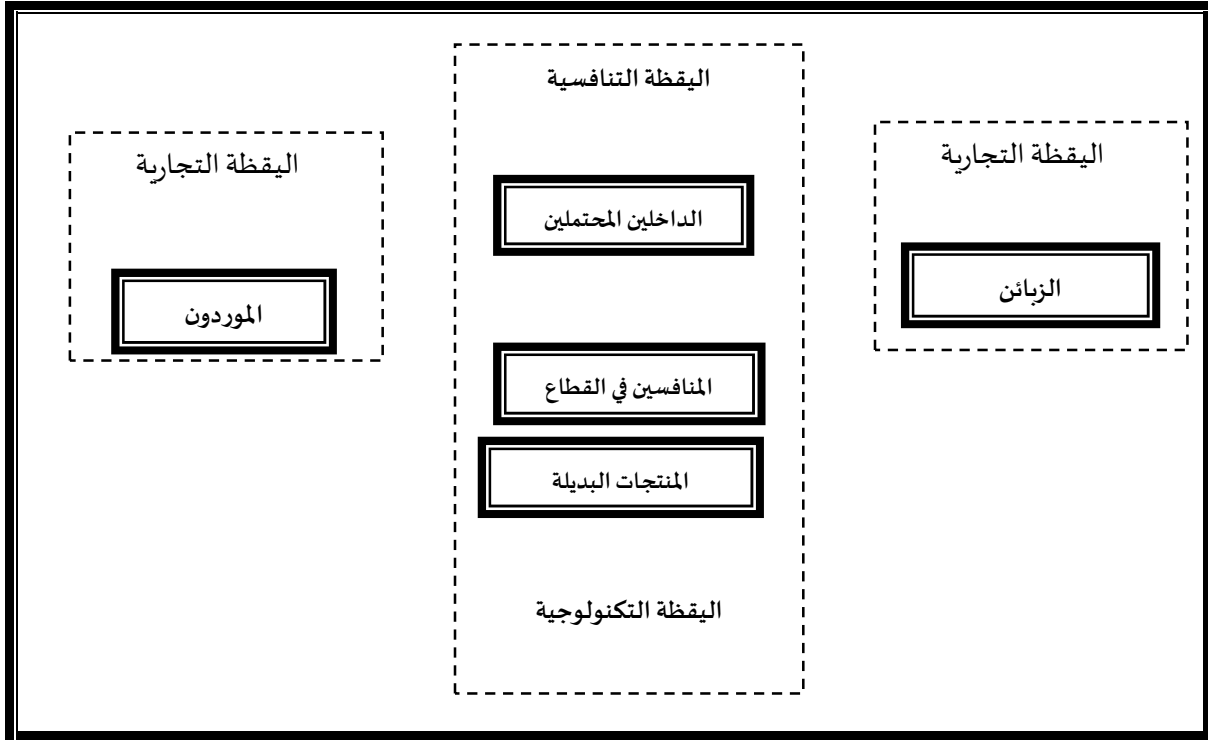 اليقظة التنافسية
اليقظة التجارية
اليقظة التجارية
الداخلين المحتملين
الزبائن
الموردون
المنافسين في القطاع
المنتجات البديلة
اليقظة التكنولوجية